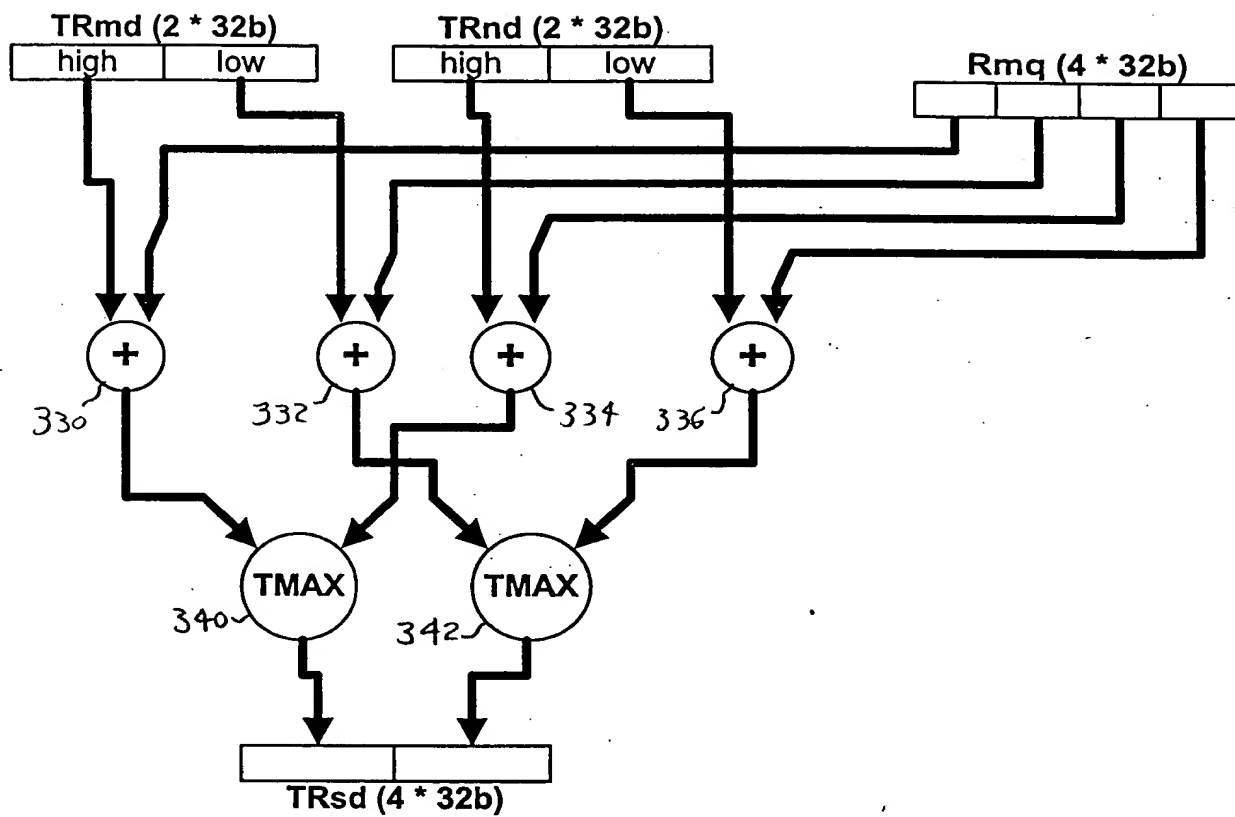 TRmd (2 * 32b)
TRnd (2 * 32b)
Rmq (4 * 32b)
high
low
high
low
+
+
+
+
330
332
334
336
TMAX
TMAX
340
342
TRsd (4 * 32b)